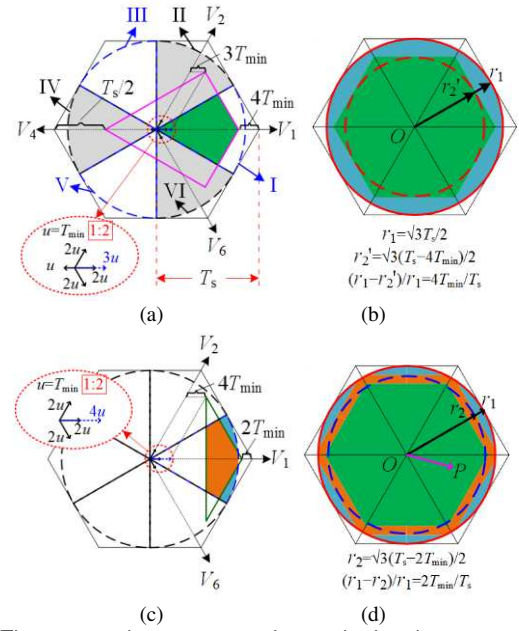 III
II
V₂
3Tmin
IV
Tₛ/2
4Tmin
V₄
V₁
V
VI
I
V₆
u=Tmin 1:2
2u
u
3u
2u
2u
Tₛ
(a)
r₂'
r₁
O
r₁=√3Tₛ/2
r₂'=√3(Tₛ−4Tmin)/2
(r₁−r₂')/r₁=4Tmin/Tₛ
(b)
u=Tmin 1:2
2u
4u
2u
2u
V₂
4Tmin
2Tmin
V₁
V₆
(c)
r₂
r₁
O
P
r₂=√3(Tₛ−2Tmin)/2
(r₁−r₂)/r₁=2Tmin/Tₛ
(d)